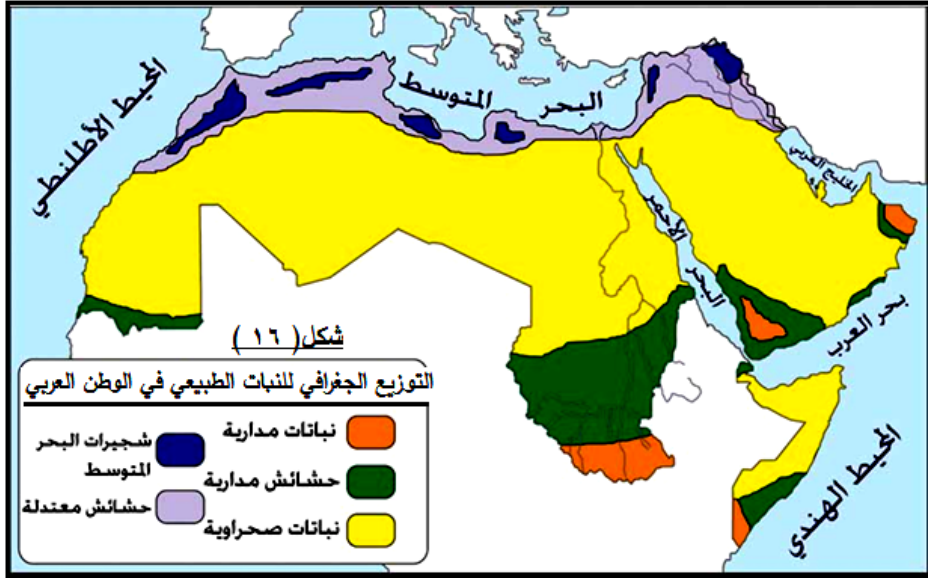 المحيط الأطلنطي
البحر المتوسط
الخليج العربي
البحر الأحمر
بحر العرب
المحيط الهندي
شكل( ١٦ )
التوزيع الجغرافي للنبات الطبيعي في الوطن العربي
نباتات مدارية
حشائش مدارية
نباتات صحراوية
شجيرات البحر
المتوسط
حشائش معتدلة